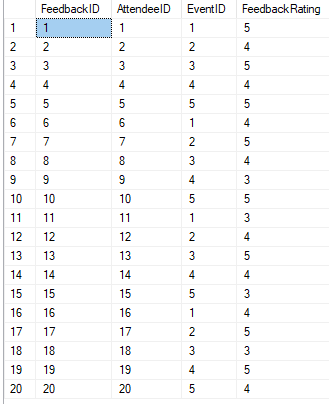 FeedbackID AttendeeID EventID FeedbackRating
1 1 1 1 5
2 2 2 2 4
3 3 3 3 5
4 4 4 4 4
5 5 5 5 5
6 6 6 1 4
7 7 7 2 5
8 8 8 3 4
9 9 9 4 3
10 10 10 5 5
11 11 11 1 3
12 12 12 2 4
13 13 13 3 5
14 14 14 4 4
15 15 15 5 3
16 16 16 1 4
17 17 17 2 5
18 18 18 3 3
19 19 19 4 5
20 20 20 5 4